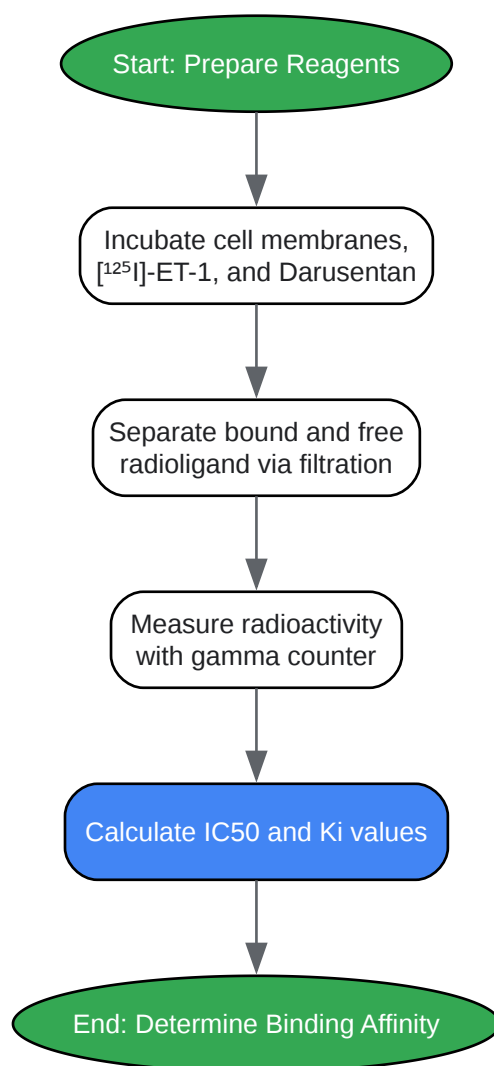 Start: Prepare Reagents
Incubate cell membranes,
[¹²⁵I]-ET-1, and Darusentan
Separate bound and free
radioligand via filtration
Measure radioactivity
with gamma counter
Calculate IC50 and Ki values
End: Determine Binding Affinity